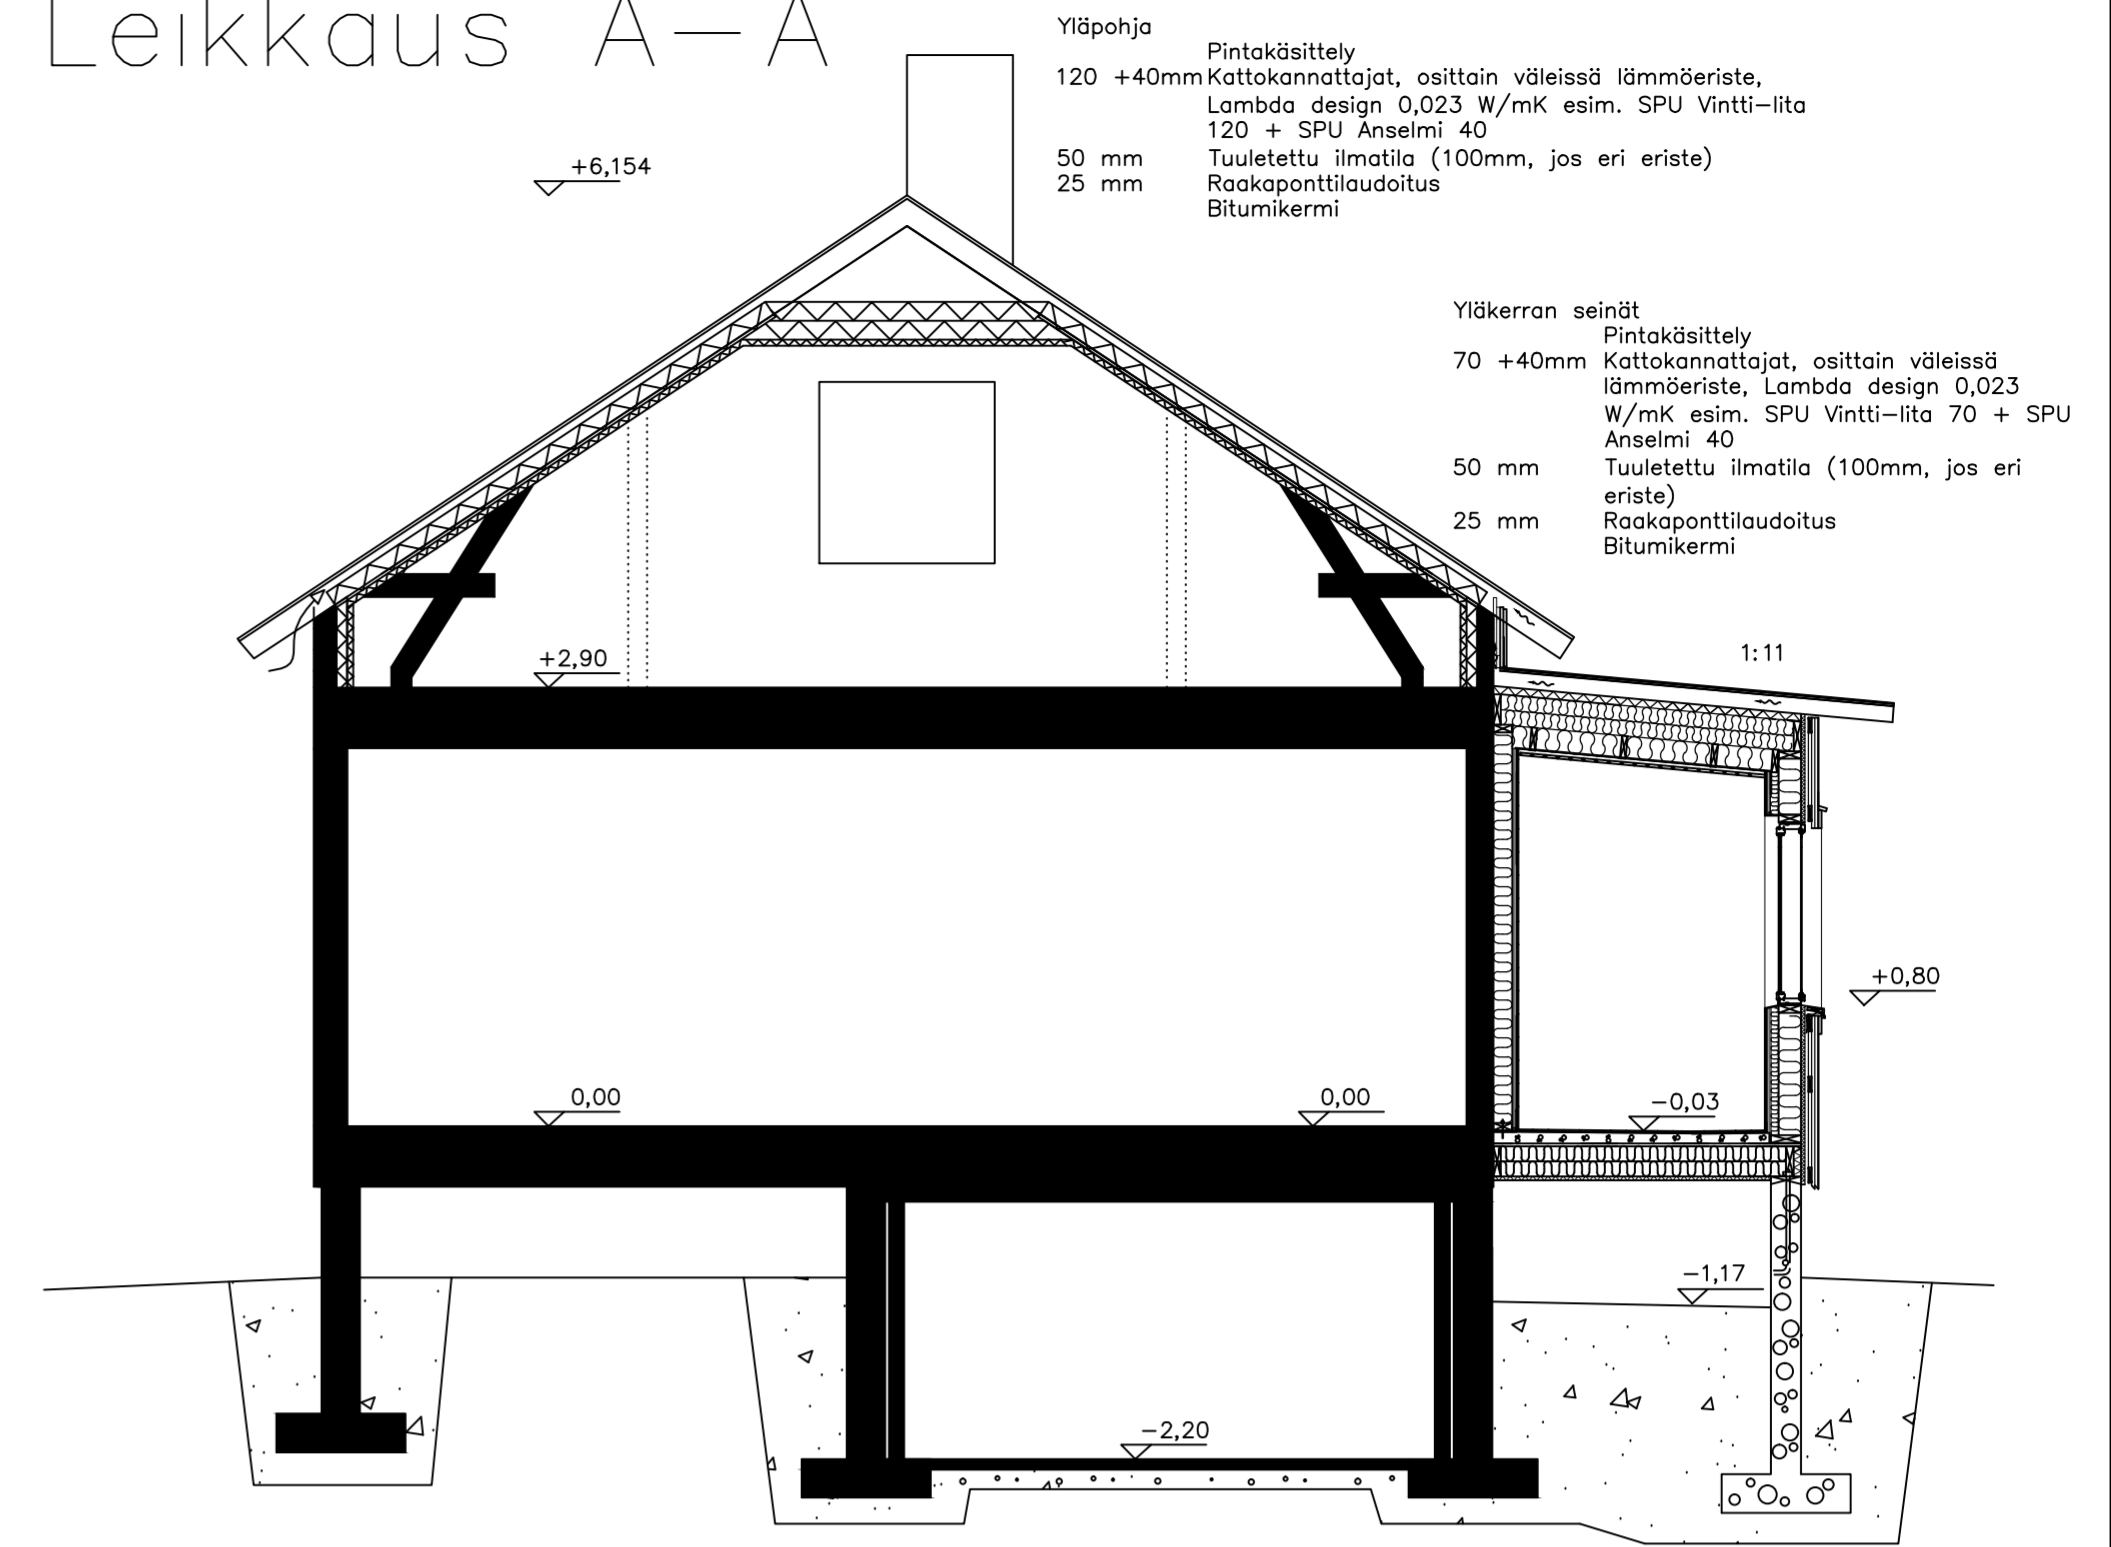 Leikkaus A–A
Yläpohja
Pintakäsittely
120 +40mm Kattokannattajat, osittain väleissä lämmöeriste,
Lambda design 0,023 W/mK esim. SPU Vintti–lita
120 + SPU Anselmi 40
50 mm Tuuletettu ilmatila (100mm, jos eri eriste)
25 mm Raakaponttilaudoitus
Bitumikermi
+6,154
Yläkerran seinät
Pintakäsittely
70 +40mm Kattokannattajat, osittain väleissä
lämmöeriste, Lambda design 0,023
W/mK esim. SPU Vintti–lita 70 + SPU
Anselmi 40
50 mm Tuuletettu ilmatila (100mm, jos eri
eriste)
25 mm Raakaponttilaudoitus
Bitumikermi
1:11
+2,90
+0,80
0,00
0,00
−0,03
−1,17
−2,20